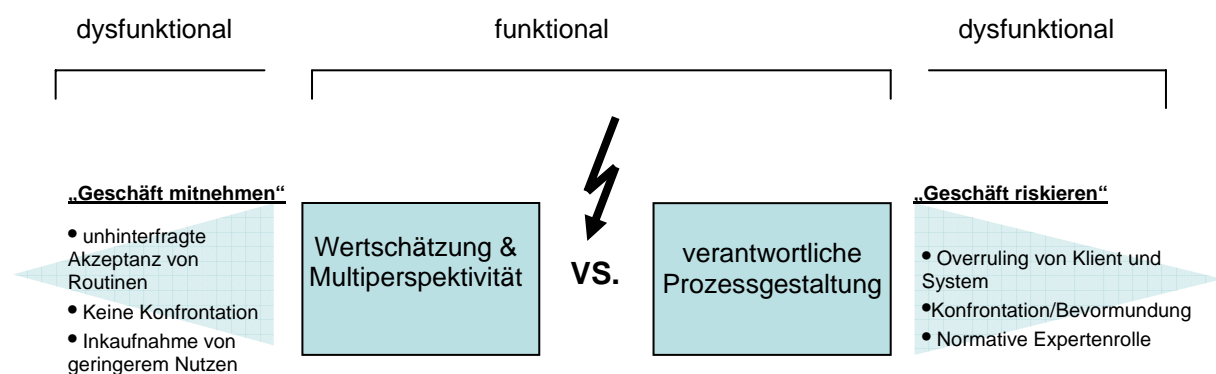 dysfunktional
funktional
dysfunktional
„Geschäft mitnehmen“
• unhinterfragte
Akzeptanz von
Routinen
• Keine Konfrontation
• Inkaufnahme von
geringerem Nutzen
Wertschätzung &
Multiperspektivität
VS.
verantwortliche
Prozessgestaltung
„Geschäft riskieren“
• Overruling von Klient und
System
•Konfrontation/Bevormundung
• Normative Expertenrolle